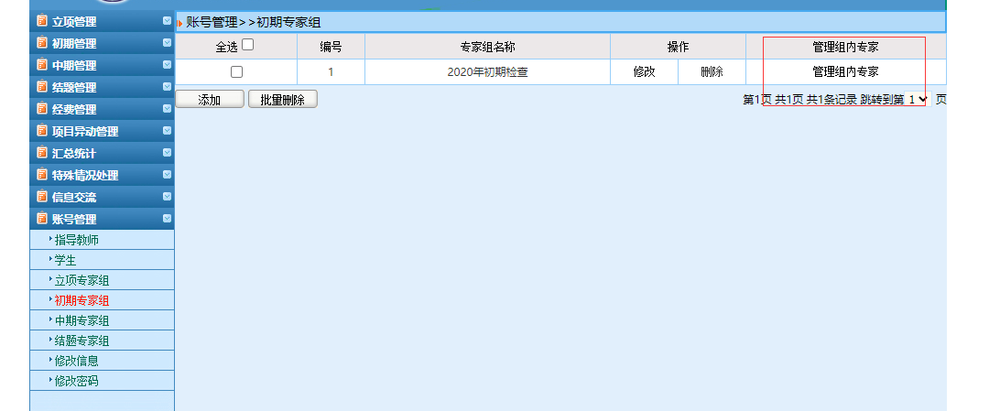 立项管理
初期管理
中期管理
结题管理
经费管理
项目异动管理
汇总统计
特殊情况处理
信息交流
账号管理
指导教师
学生
立项专家组
初期专家组
中期专家组
结题专家组
修改信息
修改密码
账号管理>>初期专家组
全选 编号 专家组名称 操作 管理组内专家
1 2020年初期检查 修改 删除 管理组内专家
添加 批量删除 第1页 共1页 共1条记录 跳转到第 1 页